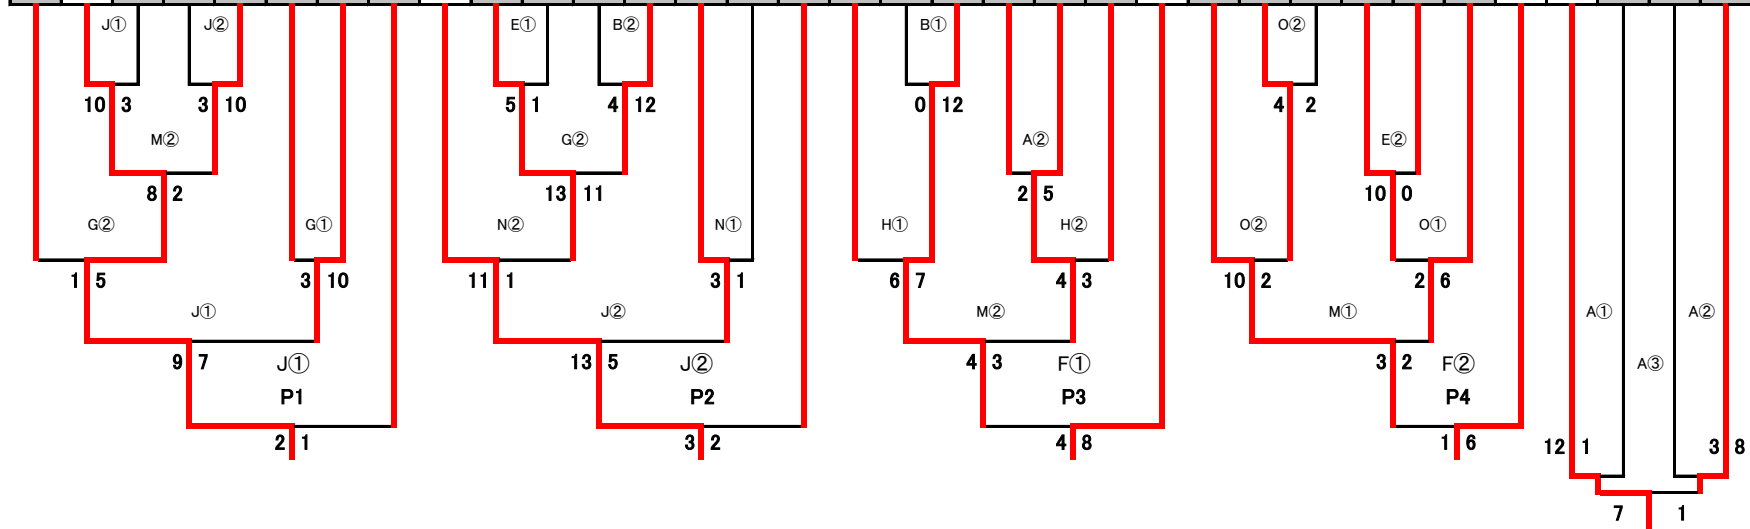 J① J② E① B② B① O②
10 3 3 10 5 1 4 12 0 12 4 2
M② G② A② E②
8 2 13 11 2 5 10 0
G② G① N② N① H① H② O② O①
1 5 3 10 11 1 3 1 6 7 4 3 10 2 2 6
J① J② M② M① A① A②
9 7 J① 13 5 J② 4 3 F① 3 2 F② A③
P1 P2 P3 P4
2 1 3 2 4 8 1 6 12 1 3 8
7 1